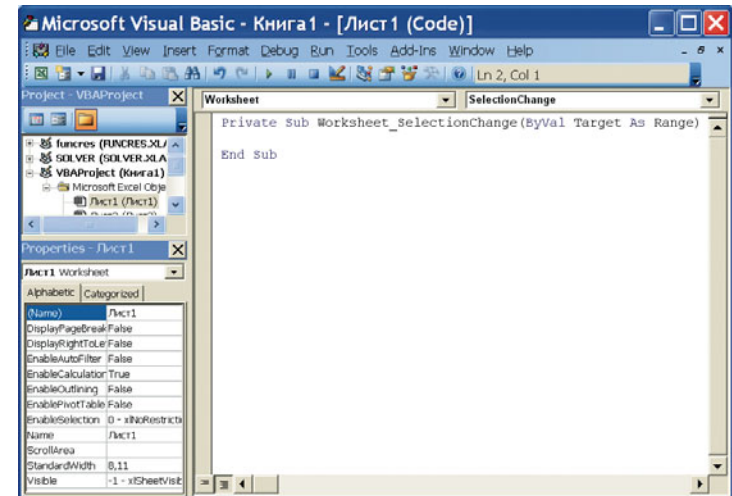 Microsoft Visual Basic - Книга1 - [Лист1 (Code)]
File Edit View Insert Format Debug Run Tools Add-Ins Window Help
Ln 2, Col 1
Project - VBAProject
funcres (FUNCRES.XL
SOLVER (SOLVER.XLA
VBAProject (Книга1)
Microsoft Excel Obje
Лист1 (Лист1)
Properties - Лист1
Лист1 Worksheet
Alphabetic Categorized
(Name) Лист1
DisplayPageBreak False
DisplayRightToLe False
EnableAutoFilter False
EnableCalculation True
EnableOutlining False
EnablePivotTable False
EnableSelection 0 - xlNoRestricti
Name Лист1
ScrollArea
StandardWidth 8,11
Visible -1 - xlSheetVisib
Worksheet SelectionChange
Private Sub Worksheet_SelectionChange(ByVal Target As Range)
End Sub